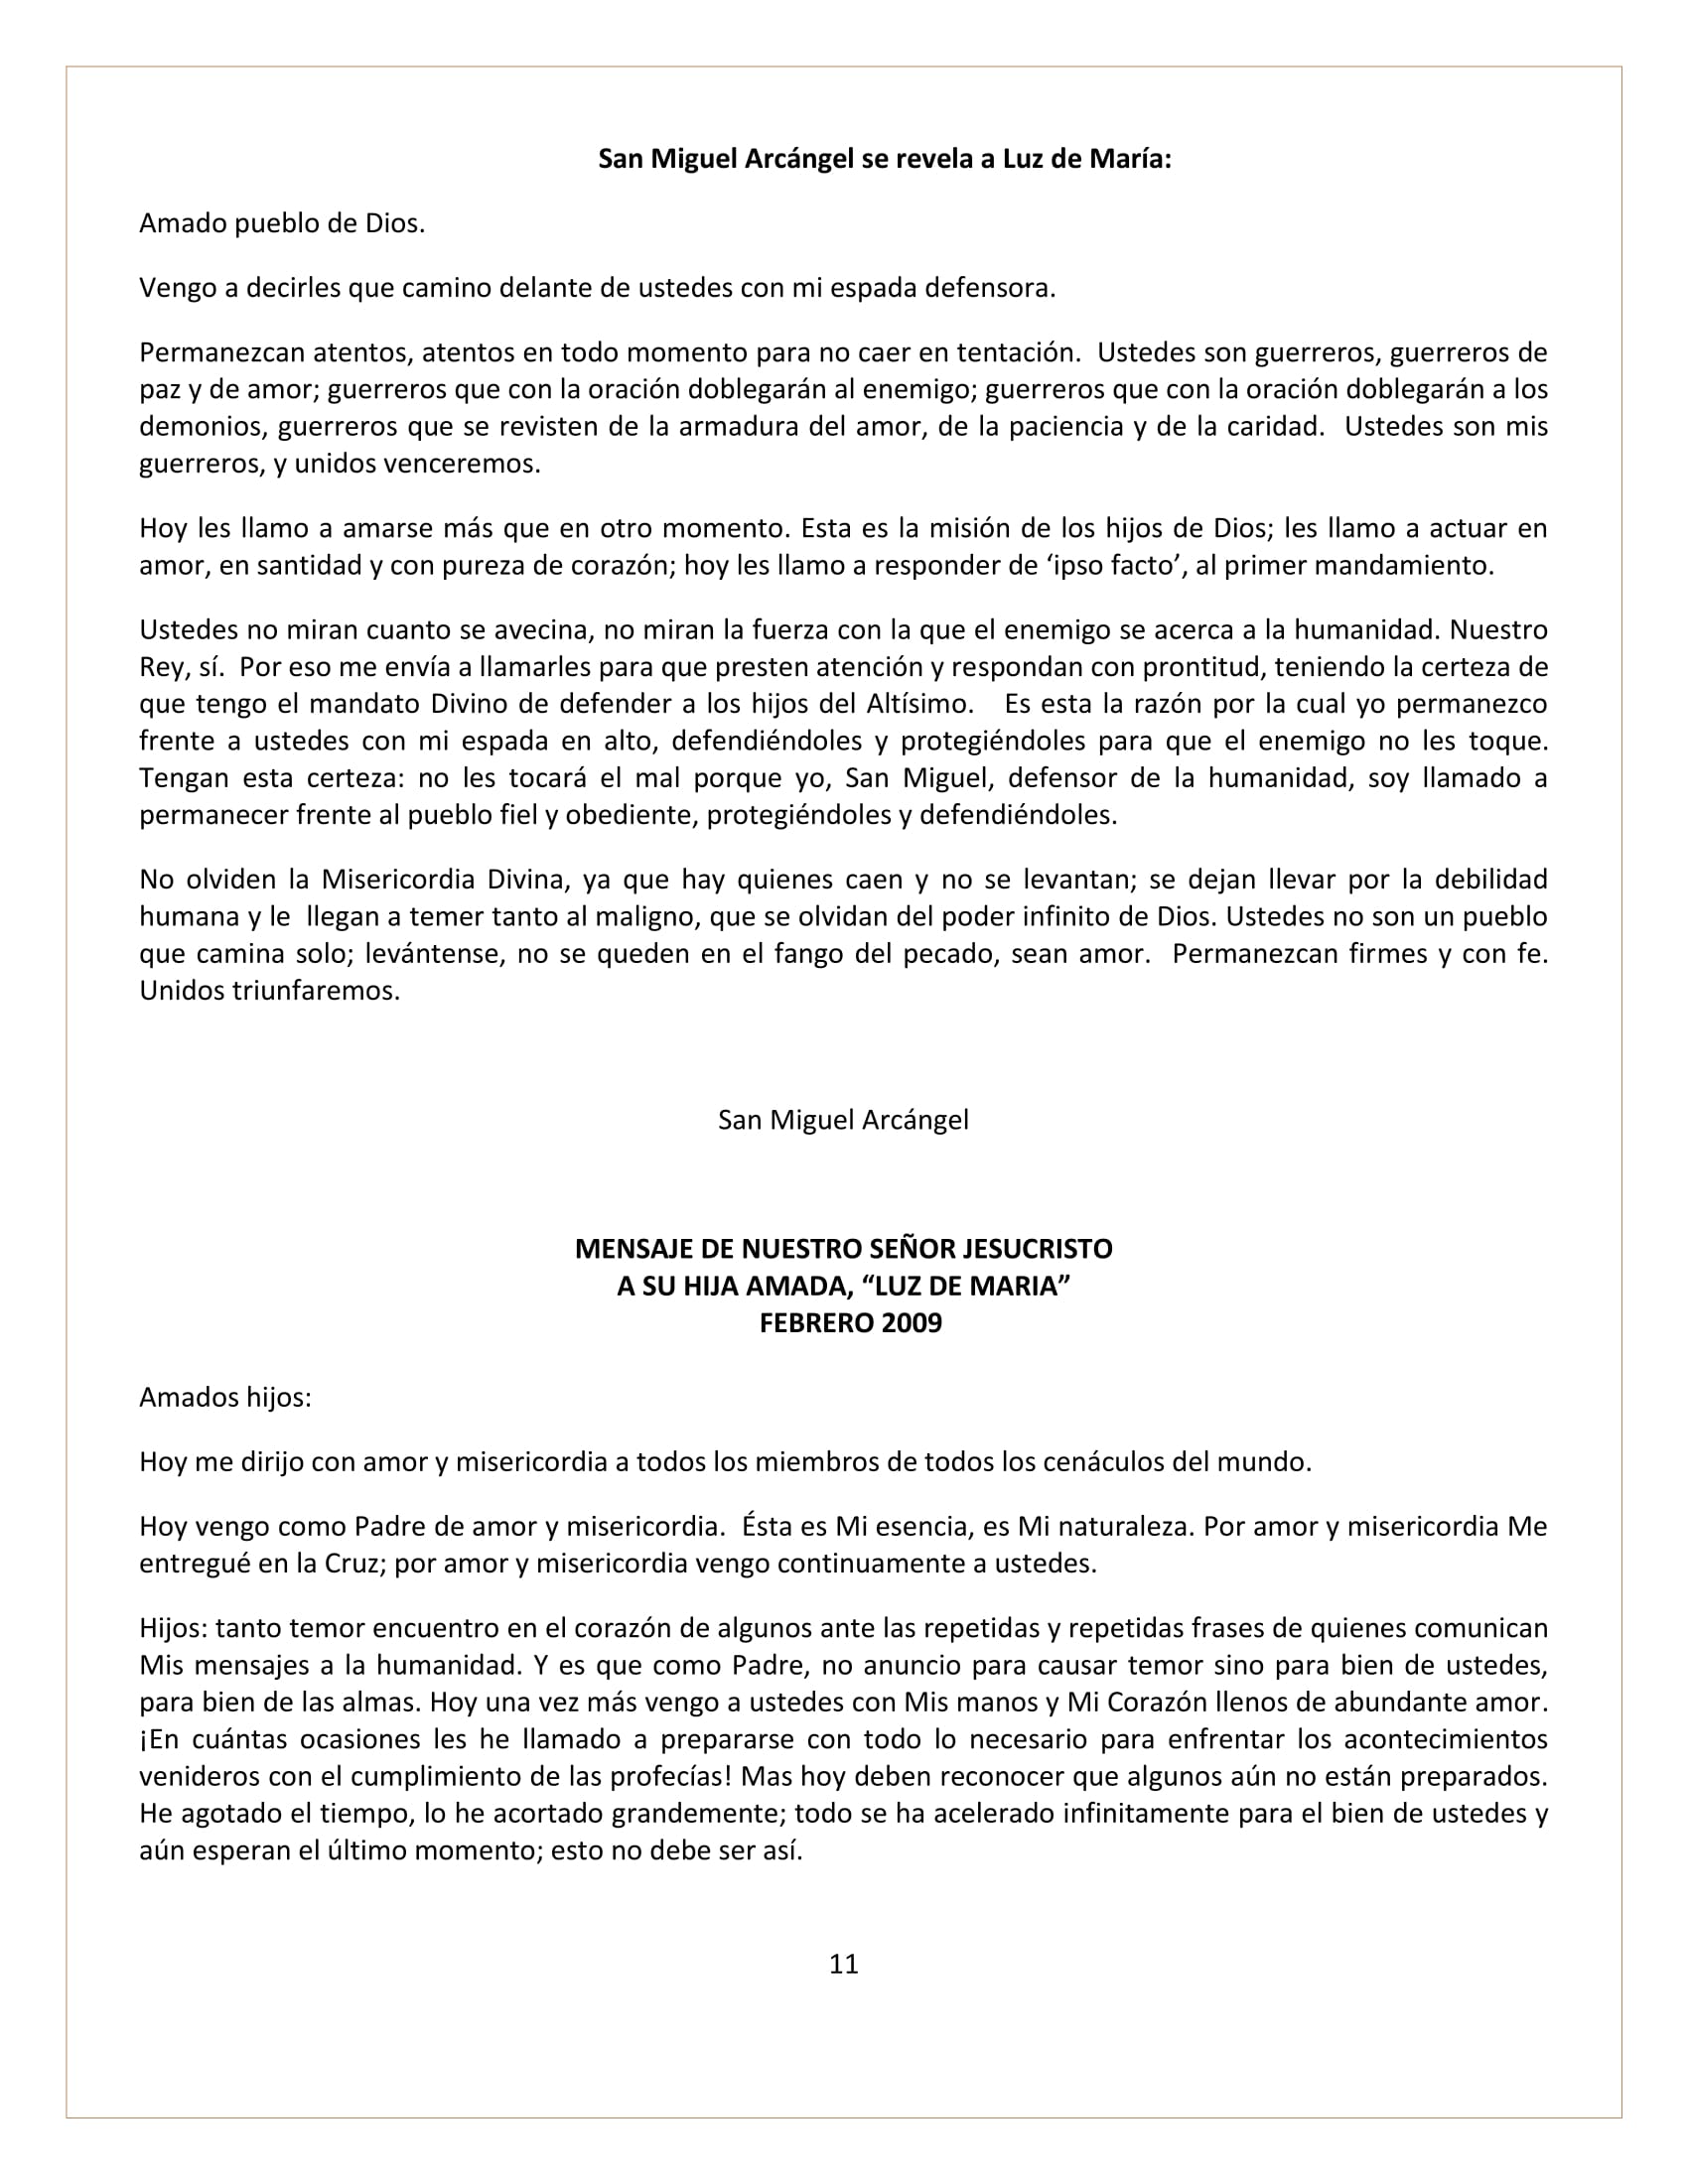 San Miguel Arcángel se revela a Luz de María:
Amado pueblo de Dios.
Vengo a decirles que camino delante de ustedes con mi espada defensora.
Permanezcan atentos, atentos en todo momento para no caer en tentación.  Ustedes son guerreros, guerreros de
paz y de amor; guerreros que con la oración doblegarán al enemigo; guerreros que con la oración doblegarán a los
demonios, guerreros que se revisten de la armadura del amor, de la paciencia y de la caridad.  Ustedes son mis
guerreros, y unidos venceremos.
Hoy les llamo a amarse más que en otro momento. Esta es la misión de los hijos de Dios; les llamo a actuar en
amor, en santidad y con pureza de corazón; hoy les llamo a responder de ‘ipso facto’, al primer mandamiento.
Ustedes no miran cuanto se avecina, no miran la fuerza con la que el enemigo se acerca a la humanidad. Nuestro
Rey, sí.  Por eso me envía a llamarles para que presten atención y respondan con prontitud, teniendo la certeza de
que tengo el mandato Divino de defender a los hijos del Altísimo.   Es esta la razón por la cual yo permanezco
frente a ustedes con mi espada en alto, defendiéndoles y protegiéndoles para que el enemigo no les toque.
Tengan esta certeza: no les tocará el mal porque yo, San Miguel, defensor de la humanidad, soy llamado a
permanecer frente al pueblo fiel y obediente, protegiéndoles y defendiéndoles.
No olviden la Misericordia Divina, ya que hay quienes caen y no se levantan; se dejan llevar por la debilidad
humana y le  llegan a temer tanto al maligno, que se olvidan del poder infinito de Dios. Ustedes no son un pueblo
que camina solo; levántense, no se queden en el fango del pecado, sean amor.  Permanezcan firmes y con fe.
Unidos triunfaremos.
San Miguel Arcángel
MENSAJE DE NUESTRO SEÑOR JESUCRISTO
A SU HIJA AMADA, “LUZ DE MARIA”
FEBRERO 2009
Amados hijos:
Hoy me dirijo con amor y misericordia a todos los miembros de todos los cenáculos del mundo.
Hoy vengo como Padre de amor y misericordia.  Ésta es Mi esencia, es Mi naturaleza. Por amor y misericordia Me
entregué en la Cruz; por amor y misericordia vengo continuamente a ustedes.
Hijos: tanto temor encuentro en el corazón de algunos ante las repetidas y repetidas frases de quienes comunican
Mis mensajes a la humanidad. Y es que como Padre, no anuncio para causar temor sino para bien de ustedes,
para bien de las almas. Hoy una vez más vengo a ustedes con Mis manos y Mi Corazón llenos de abundante amor.
¡En cuántas ocasiones les he llamado a prepararse con todo lo necesario para enfrentar los acontecimientos
venideros con el cumplimiento de las profecías! Mas hoy deben reconocer que algunos aún no están preparados.
He agotado el tiempo, lo he acortado grandemente; todo se ha acelerado infinitamente para el bien de ustedes y
aún esperan el último momento; esto no debe ser así.
11